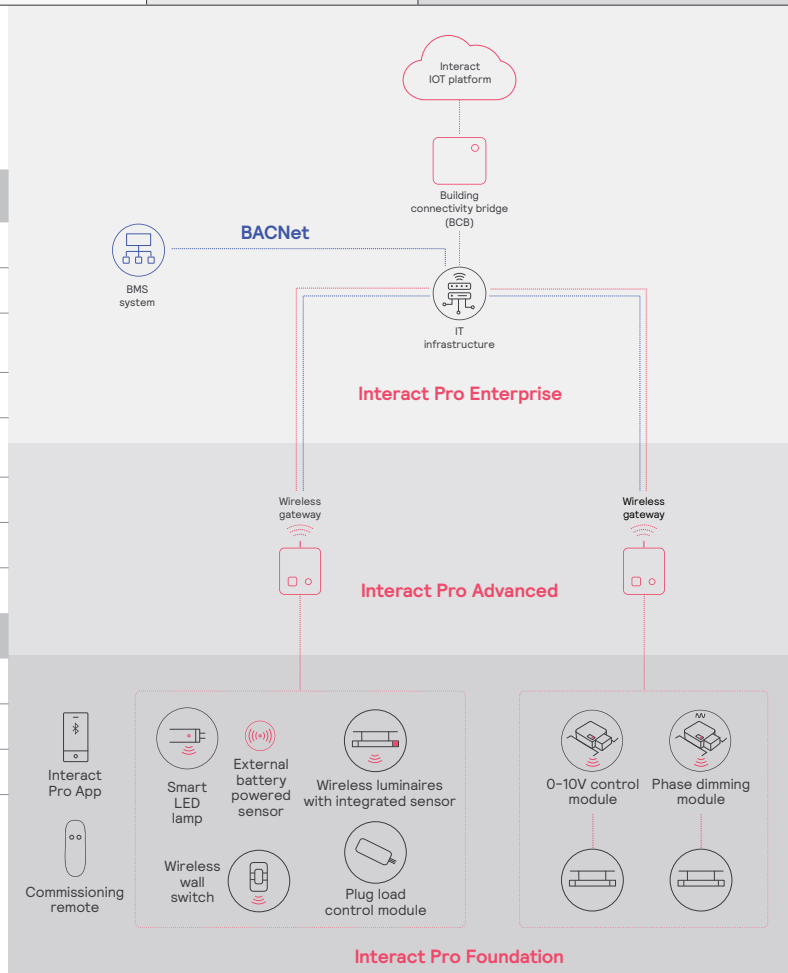 Interact
IOT platform
Building
connectivity bridge
(BCB)
BACNet
BMS
system
IT
infrastructure
Interact Pro Enterprise
Wireless
gateway
Wireless
gateway
Interact Pro Advanced
Interact
Pro App
Smart
LED
lamp
External
battery
powered
sensor
Wireless luminaires
with integrated sensor
0-10V control
module
Phase dimming
module
Commissioning
remote
Wireless
wall
switch
Plug load
control module
Interact Pro Foundation